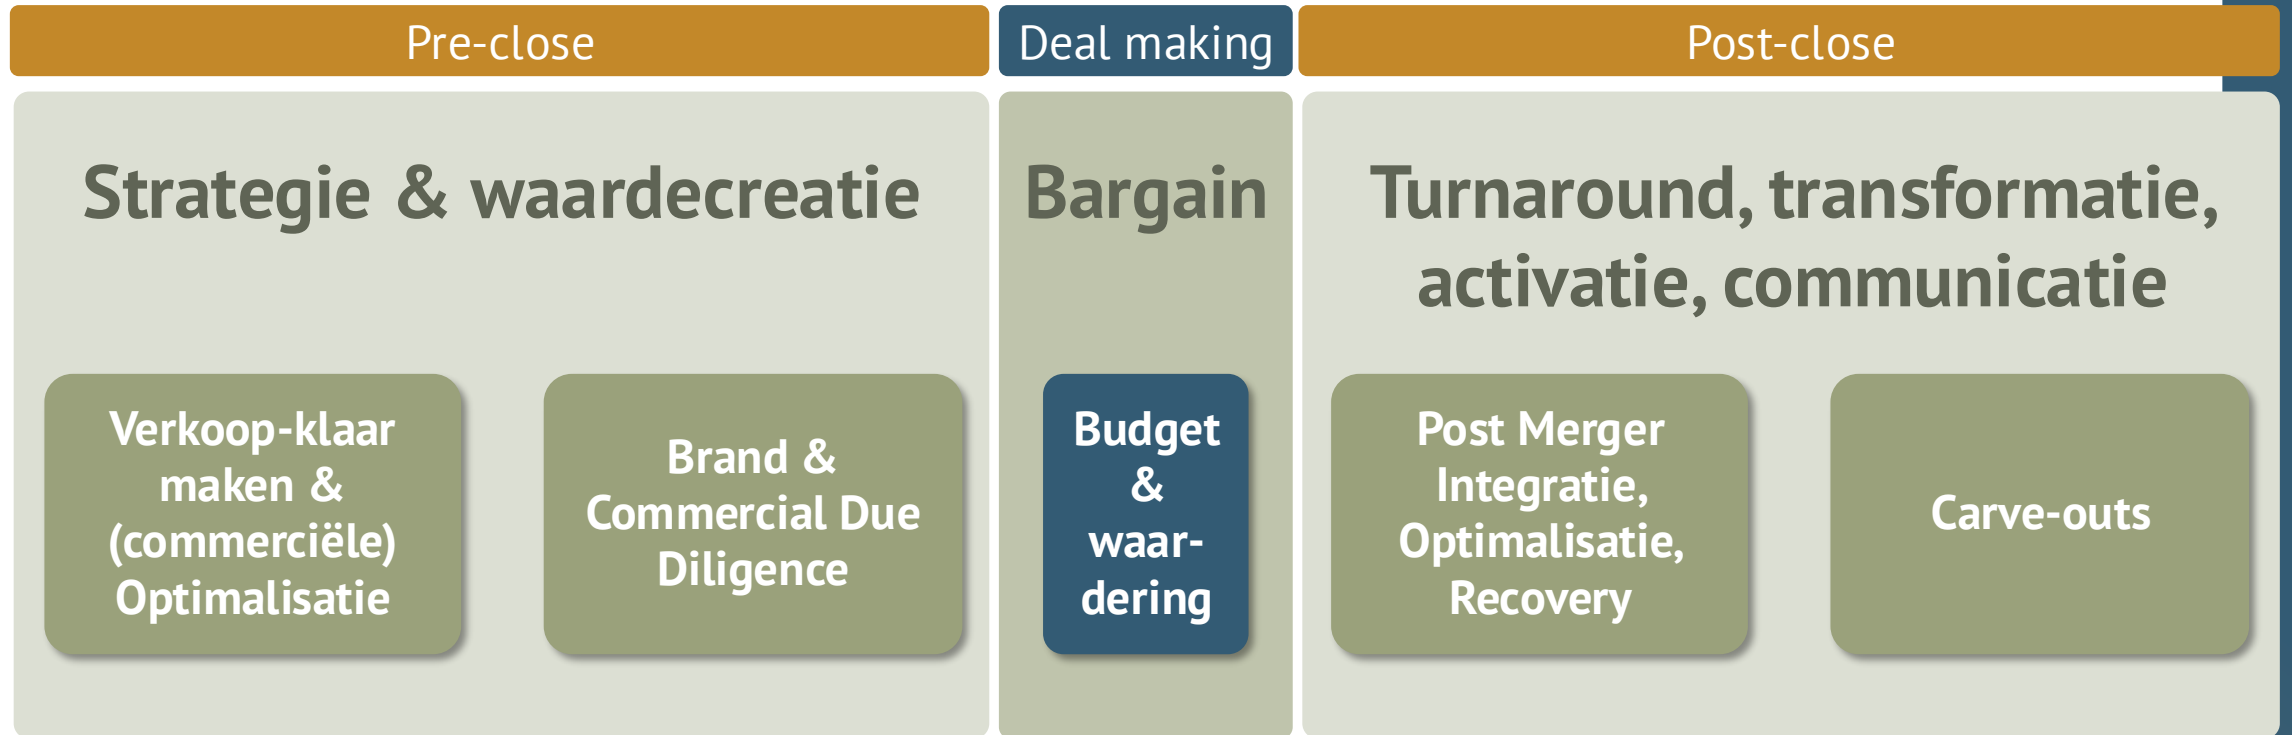 Pre-close
Deal making
Post-close
Strategie & waardecreatie
Bargain
Turnaround, transformatie,
activatie, communicatie
Verkoop-klaar
maken &
(commerciële)
Optimalisatie
Brand &
Commercial Due
Diligence
Budget
&
waar-
dering
Post Merger
Integratie,
Optimalisatie,
Recovery
Carve-outs